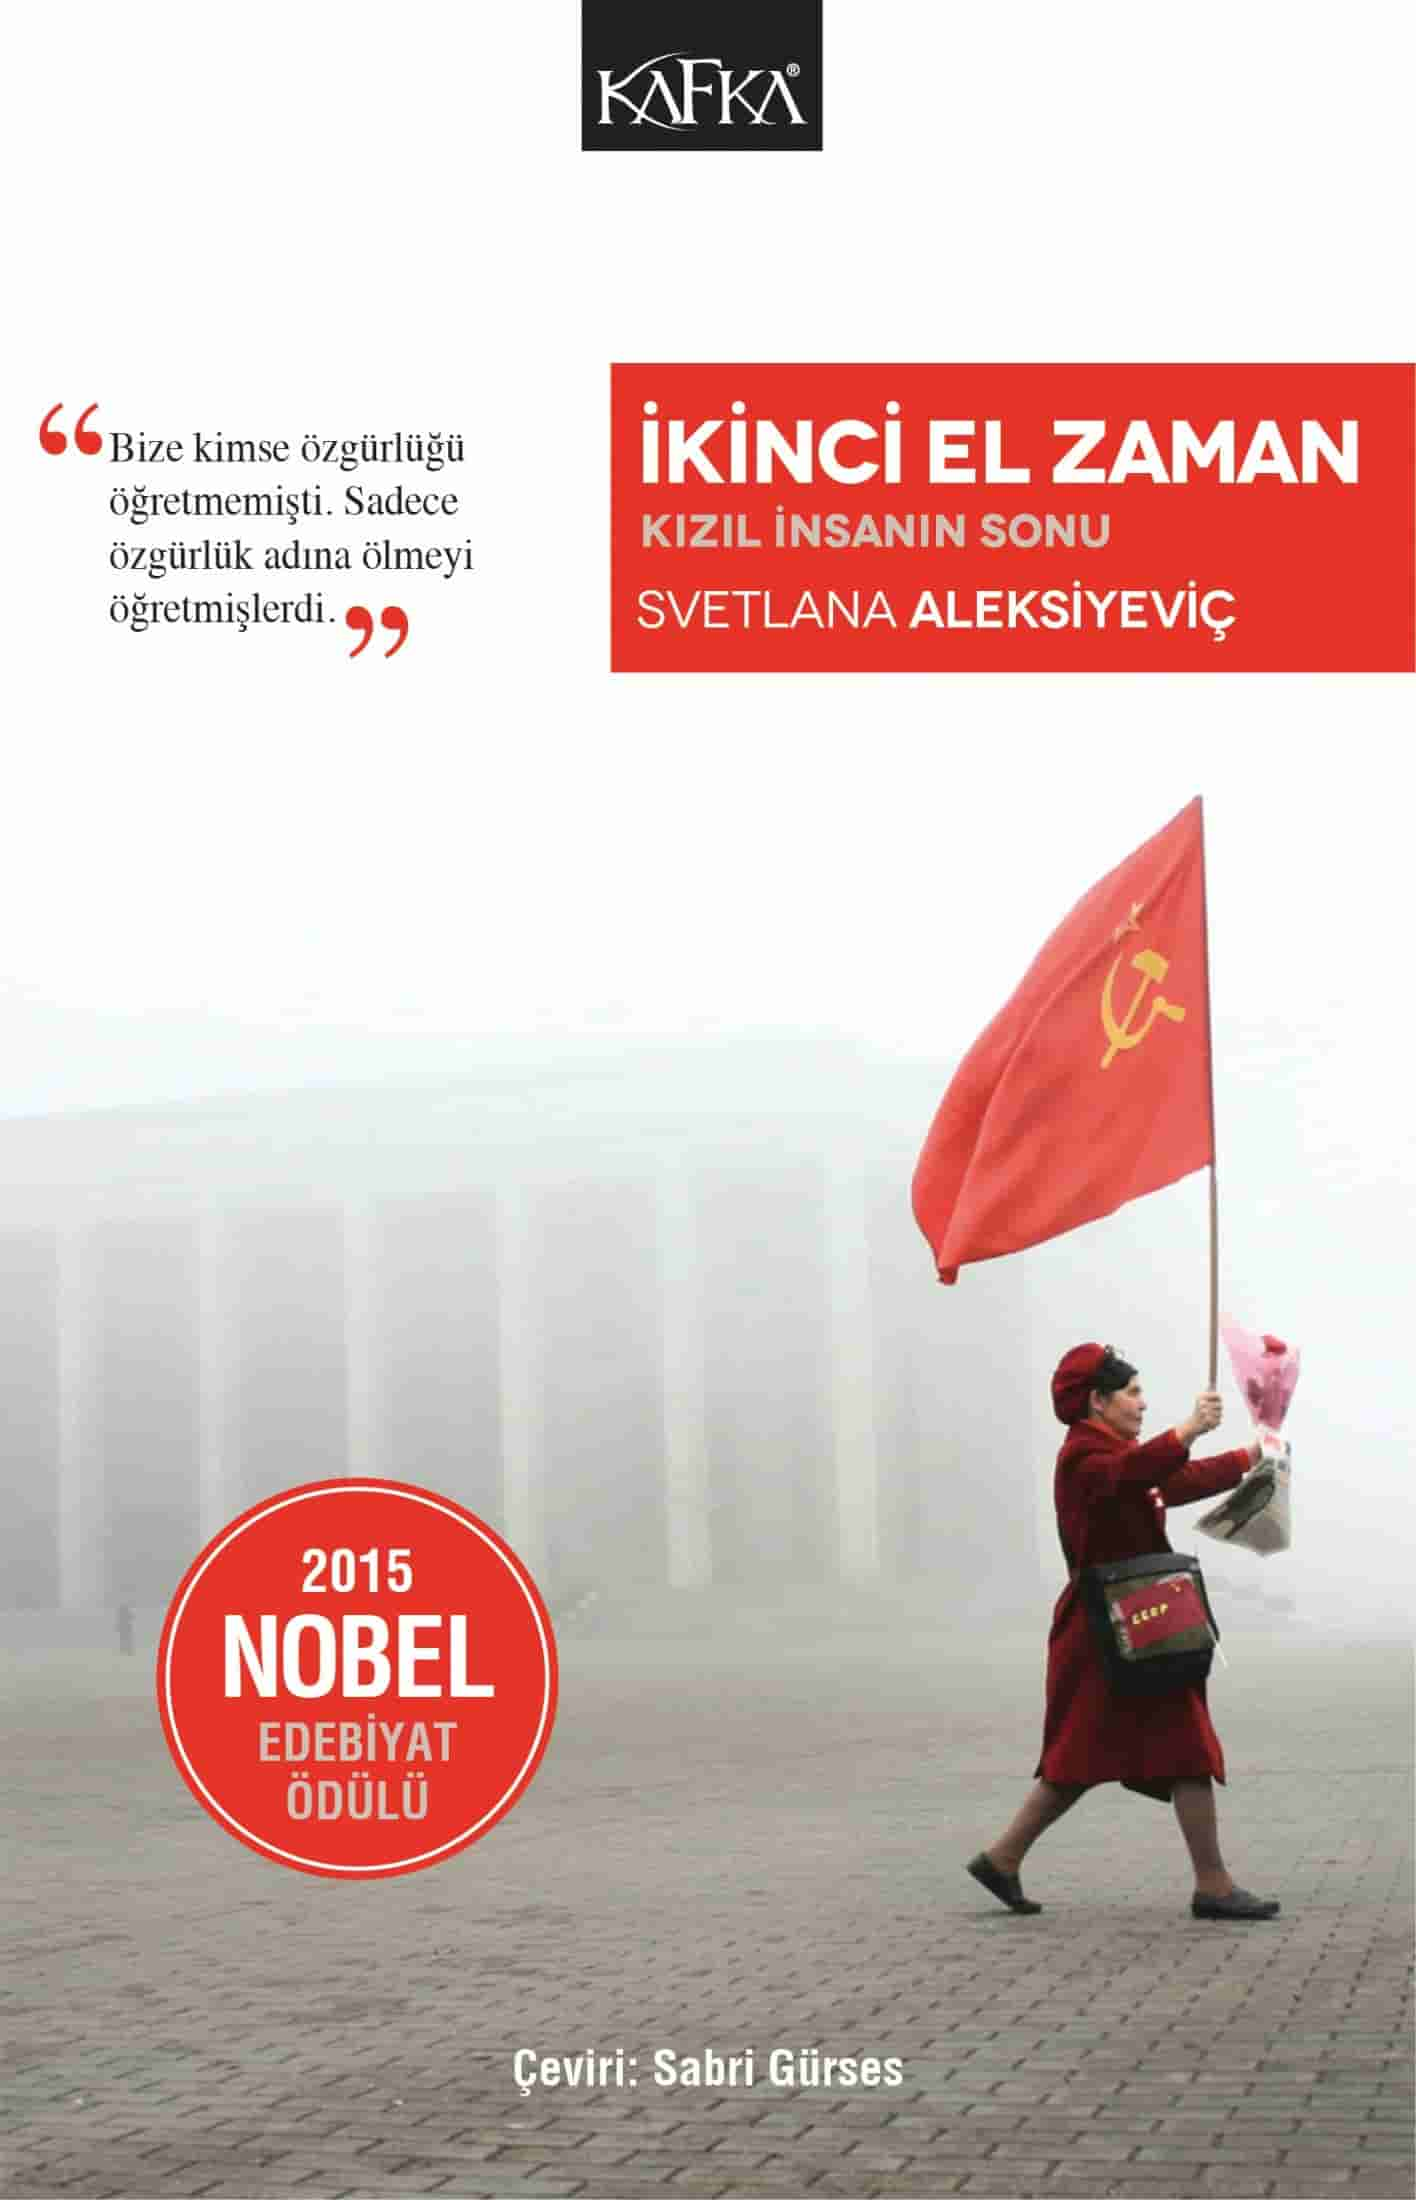 KAFKA®
İKİNCİ EL ZAMAN
KIZIL İNSANIN SONU
SVETLANA ALEKSİYEVİÇ
“Bize kimse özgürlüğü
öğretmemişti. Sadece
özgürlük adına ölmeyi
öğretmişlerdi.”
СССР
2015
NOBEL
EDEBİYAT
ÖDÜLÜ
Çeviri: Sabri Gürses